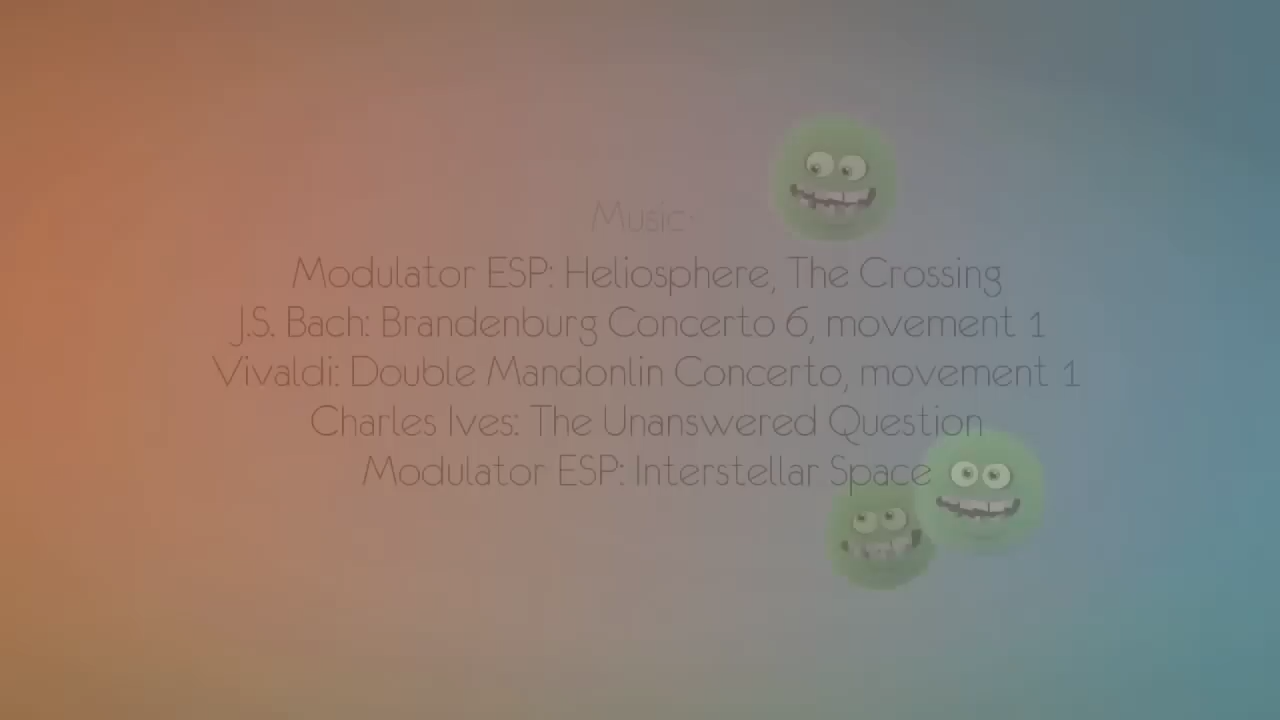 Music:
Modulator ESP: Heliosphere, The Crossing
J.S. Bach: Brandenburg Concerto 6, movement 1
Vivaldi: Double Mandonlin Concerto, movement 1
Charles Ives: The Unanswered Question
Modulator ESP: Interstellar Space